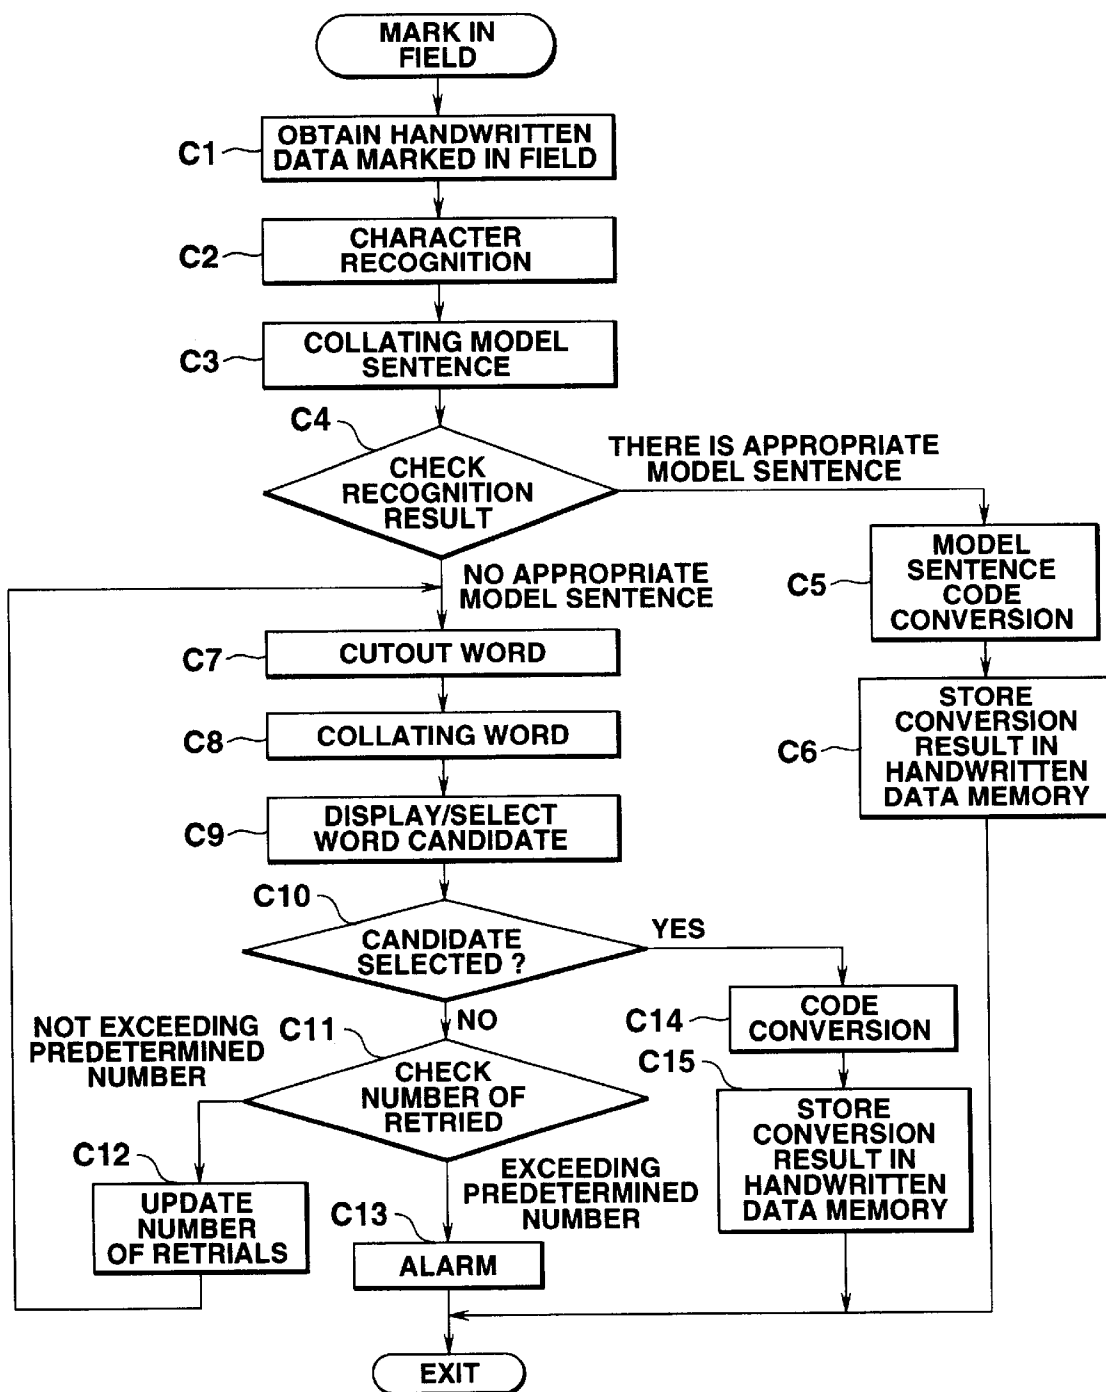 MARK IN
FIELD
C1
OBTAIN HANDWRITTEN
DATA MARKED IN FIELD
C2
CHARACTER
RECOGNITION
C3
COLLATING MODEL
SENTENCE
C4
CHECK
RECOGNITION
RESULT
THERE IS APPROPRIATE
MODEL SENTENCE
C5
MODEL
SENTENCE
CODE
CONVERSION
C6
STORE
CONVERSION
RESULT IN
HANDWRITTEN
DATA MEMORY
NO APPROPRIATE
MODEL SENTENCE
C7
CUTOUT WORD
C8
COLLATING WORD
C9
DISPLAY/SELECT
WORD CANDIDATE
C10
CANDIDATE
SELECTED ?
YES
NO
C14
CODE
CONVERSION
C15
STORE
CONVERSION
RESULT IN
HANDWRITTEN
DATA MEMORY
C11
CHECK
NUMBER OF
RETRIED
NOT EXCEEDING
PREDETERMINED
NUMBER
C12
UPDATE
NUMBER
OF RETRIALS
EXCEEDING
PREDETERMINED
NUMBER
C13
ALARM
EXIT